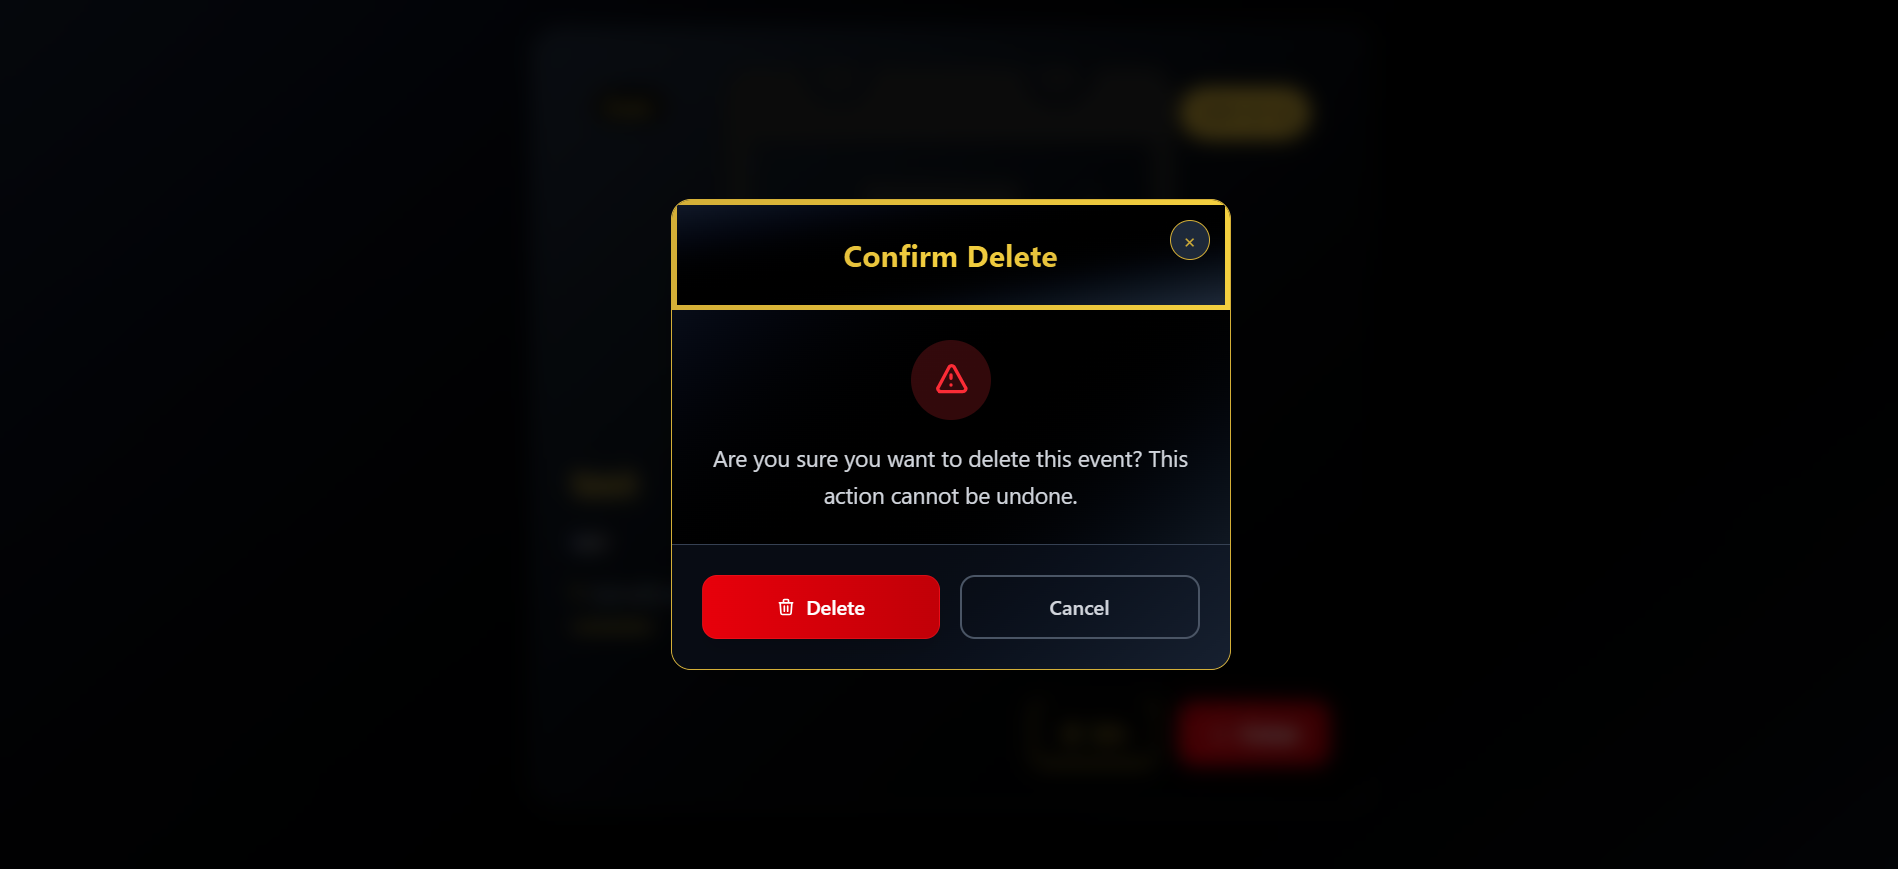 Confirm Delete
×
Are you sure you want to delete this event? This
action cannot be undone.
Delete
Cancel